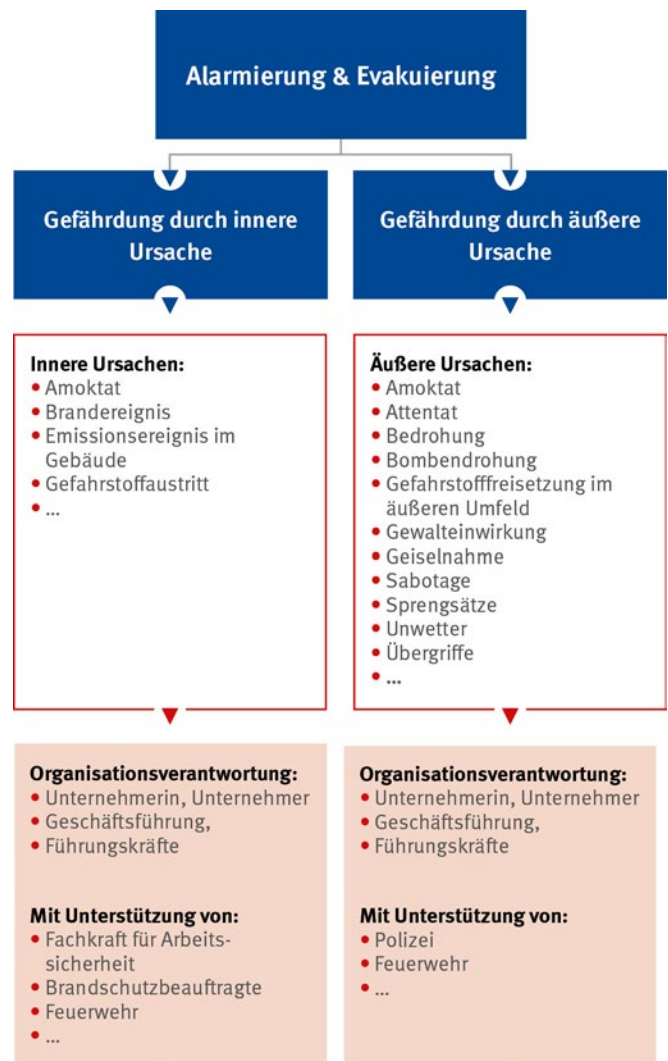 Alarmierung & Evakuierung
Gefährdung durch innere
Ursache
Innere Ursachen:
• Amoktat
• Brandereignis
• Emissionsereignis im
Gebäude
• Gefahrstoffaustritt
• ...
Organisationsverantwortung:
• Unternehmerin, Unternehmer
• Geschäftsführung,
• Führungskräfte
Mit Unterstützung von:
• Fachkraft für Arbeits-
sicherheit
• Brandschutzbeauftragte
• Feuerwehr
• ...
Gefährdung durch äußere
Ursache
Äußere Ursachen:
• Amoktat
• Attentat
• Bedrohung
• Bombendrohung
• Gefahrstofffreisetzung im
äußeren Umfeld
• Gewalteinwirkung
• Geiselnahme
• Sabotage
• Sprengsätze
• Unwetter
• Übergriffe
• ...
Organisationsverantwortung:
• Unternehmerin, Unternehmer
• Geschäftsführung,
• Führungskräfte
Mit Unterstützung von:
• Polizei
• Feuerwehr
• ...